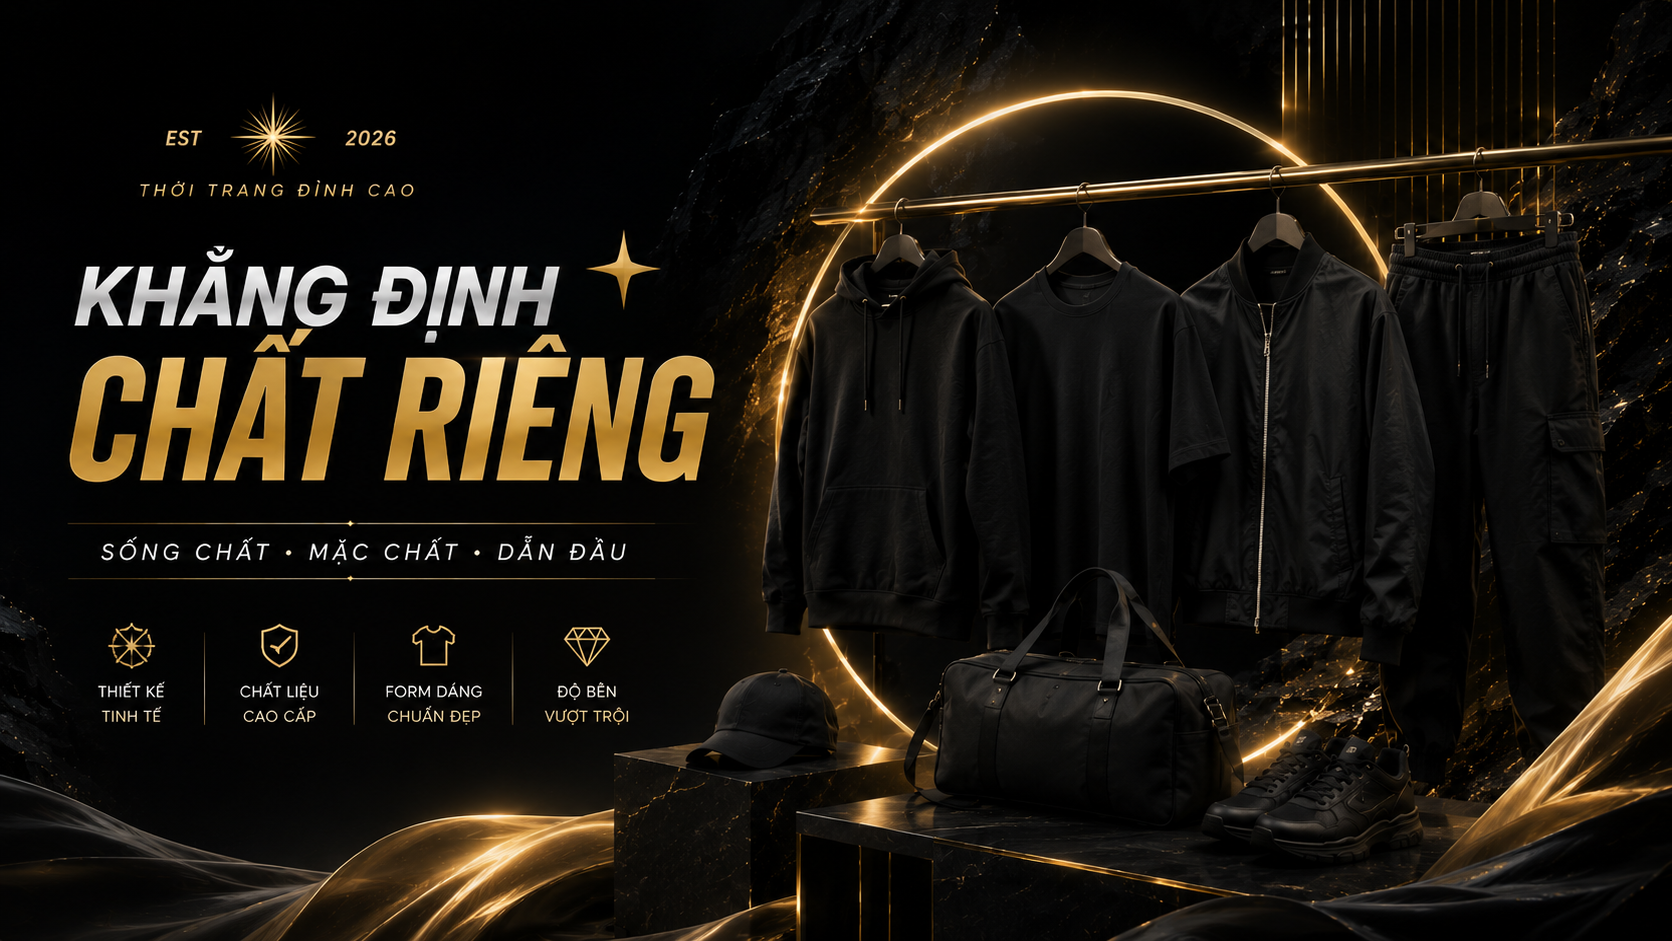 EST 2026
THỜI TRANG ĐỈNH CAO
KHẲNG ĐỊNH
CHẤT RIÊNG
SỐNG CHẤT • MẶC CHẤT • DẪN ĐẦU
THIẾT KẾ
TINH TẾ
CHẤT LIỆU
CAO CẤP
FORM DÁNG
CHUẨN ĐẸP
ĐỘ BỀN
VƯỢT TRỘI